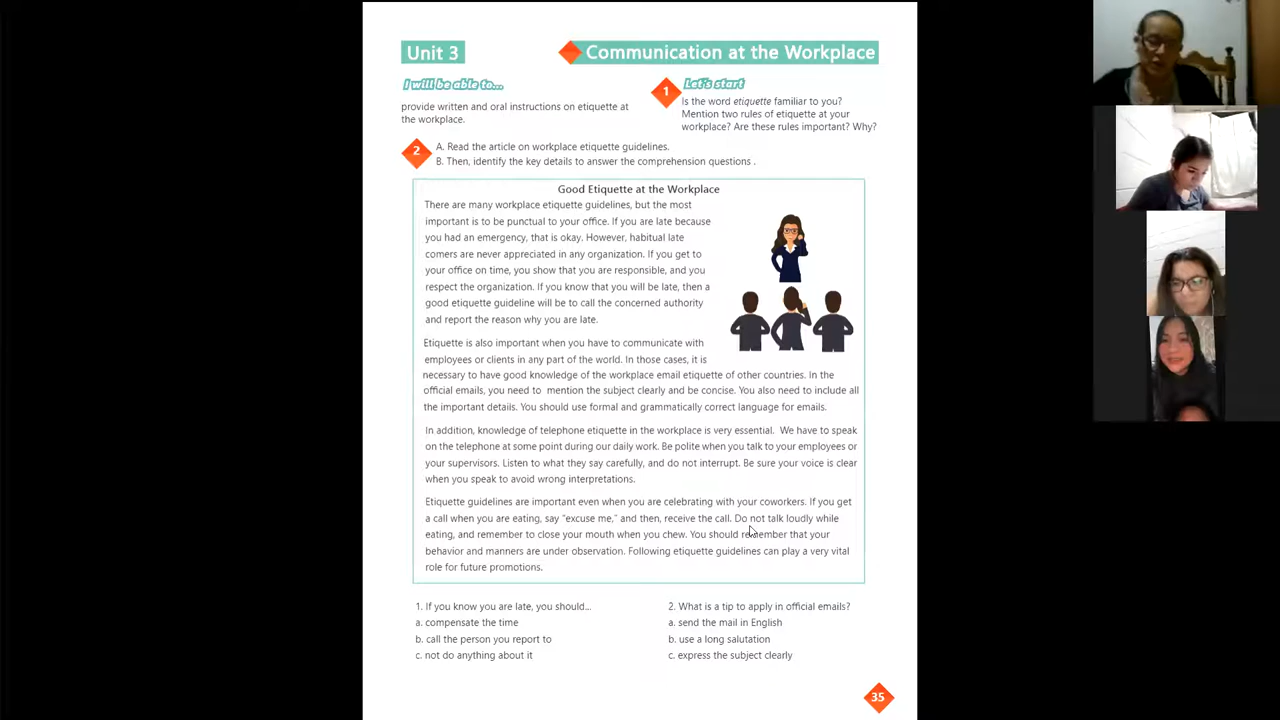 Unit 3
Communication at the Workplace
I will be able to...
provide written and oral instructions on etiquette at
the workplace.
1
Let's start
Is the word etiquette familiar to you?
Mention two rules of etiquette at your
workplace? Are these rules important? Why?
2
A. Read the article on workplace etiquette guidelines.
B. Then, identify the key details to answer the comprehension questions .
Good Etiquette at the Workplace
There are many workplace etiquette guidelines, but the most
important is to be punctual to your office. If you are late because
you had an emergency, that is okay. However, habitual late
comers are never appreciated in any organization. If you get to
your office on time, you show that you are responsible, and you
respect the organization. If you know that you will be late, then a
good etiquette guideline will be to call the concerned authority
and report the reason why you are late.
Etiquette is also important when you have to communicate with
employees or clients in any part of the world. In those cases, it is
necessary to have good knowledge of the workplace email etiquette of other countries. In the
official emails, you need to mention the subject clearly and be concise. You also need to include all
the important details. You should use formal and grammatically correct language for emails.
In addition, knowledge of telephone etiquette in the workplace is very essential. We have to speak
on the telephone at some point during our daily work. Be polite when you talk to your employees or
your supervisors. Listen to what they say carefully, and do not interrupt. Be sure your voice is clear
when you speak to avoid wrong interpretations.
Etiquette guidelines are important even when you are celebrating with your coworkers. If you get
a call when you are eating, say “excuse me,” and then, receive the call. Do not talk loudly while
eating, and remember to close your mouth when you chew. You should remember that your
behavior and manners are under observation. Following etiquette guidelines can play a very vital
role for future promotions.
1. If you know you are late, you should...
a. compensate the time
b. call the person you report to
c. not do anything about it
2. What is a tip to apply in official emails?
a. send the mail in English
b. use a long salutation
c. express the subject clearly
35